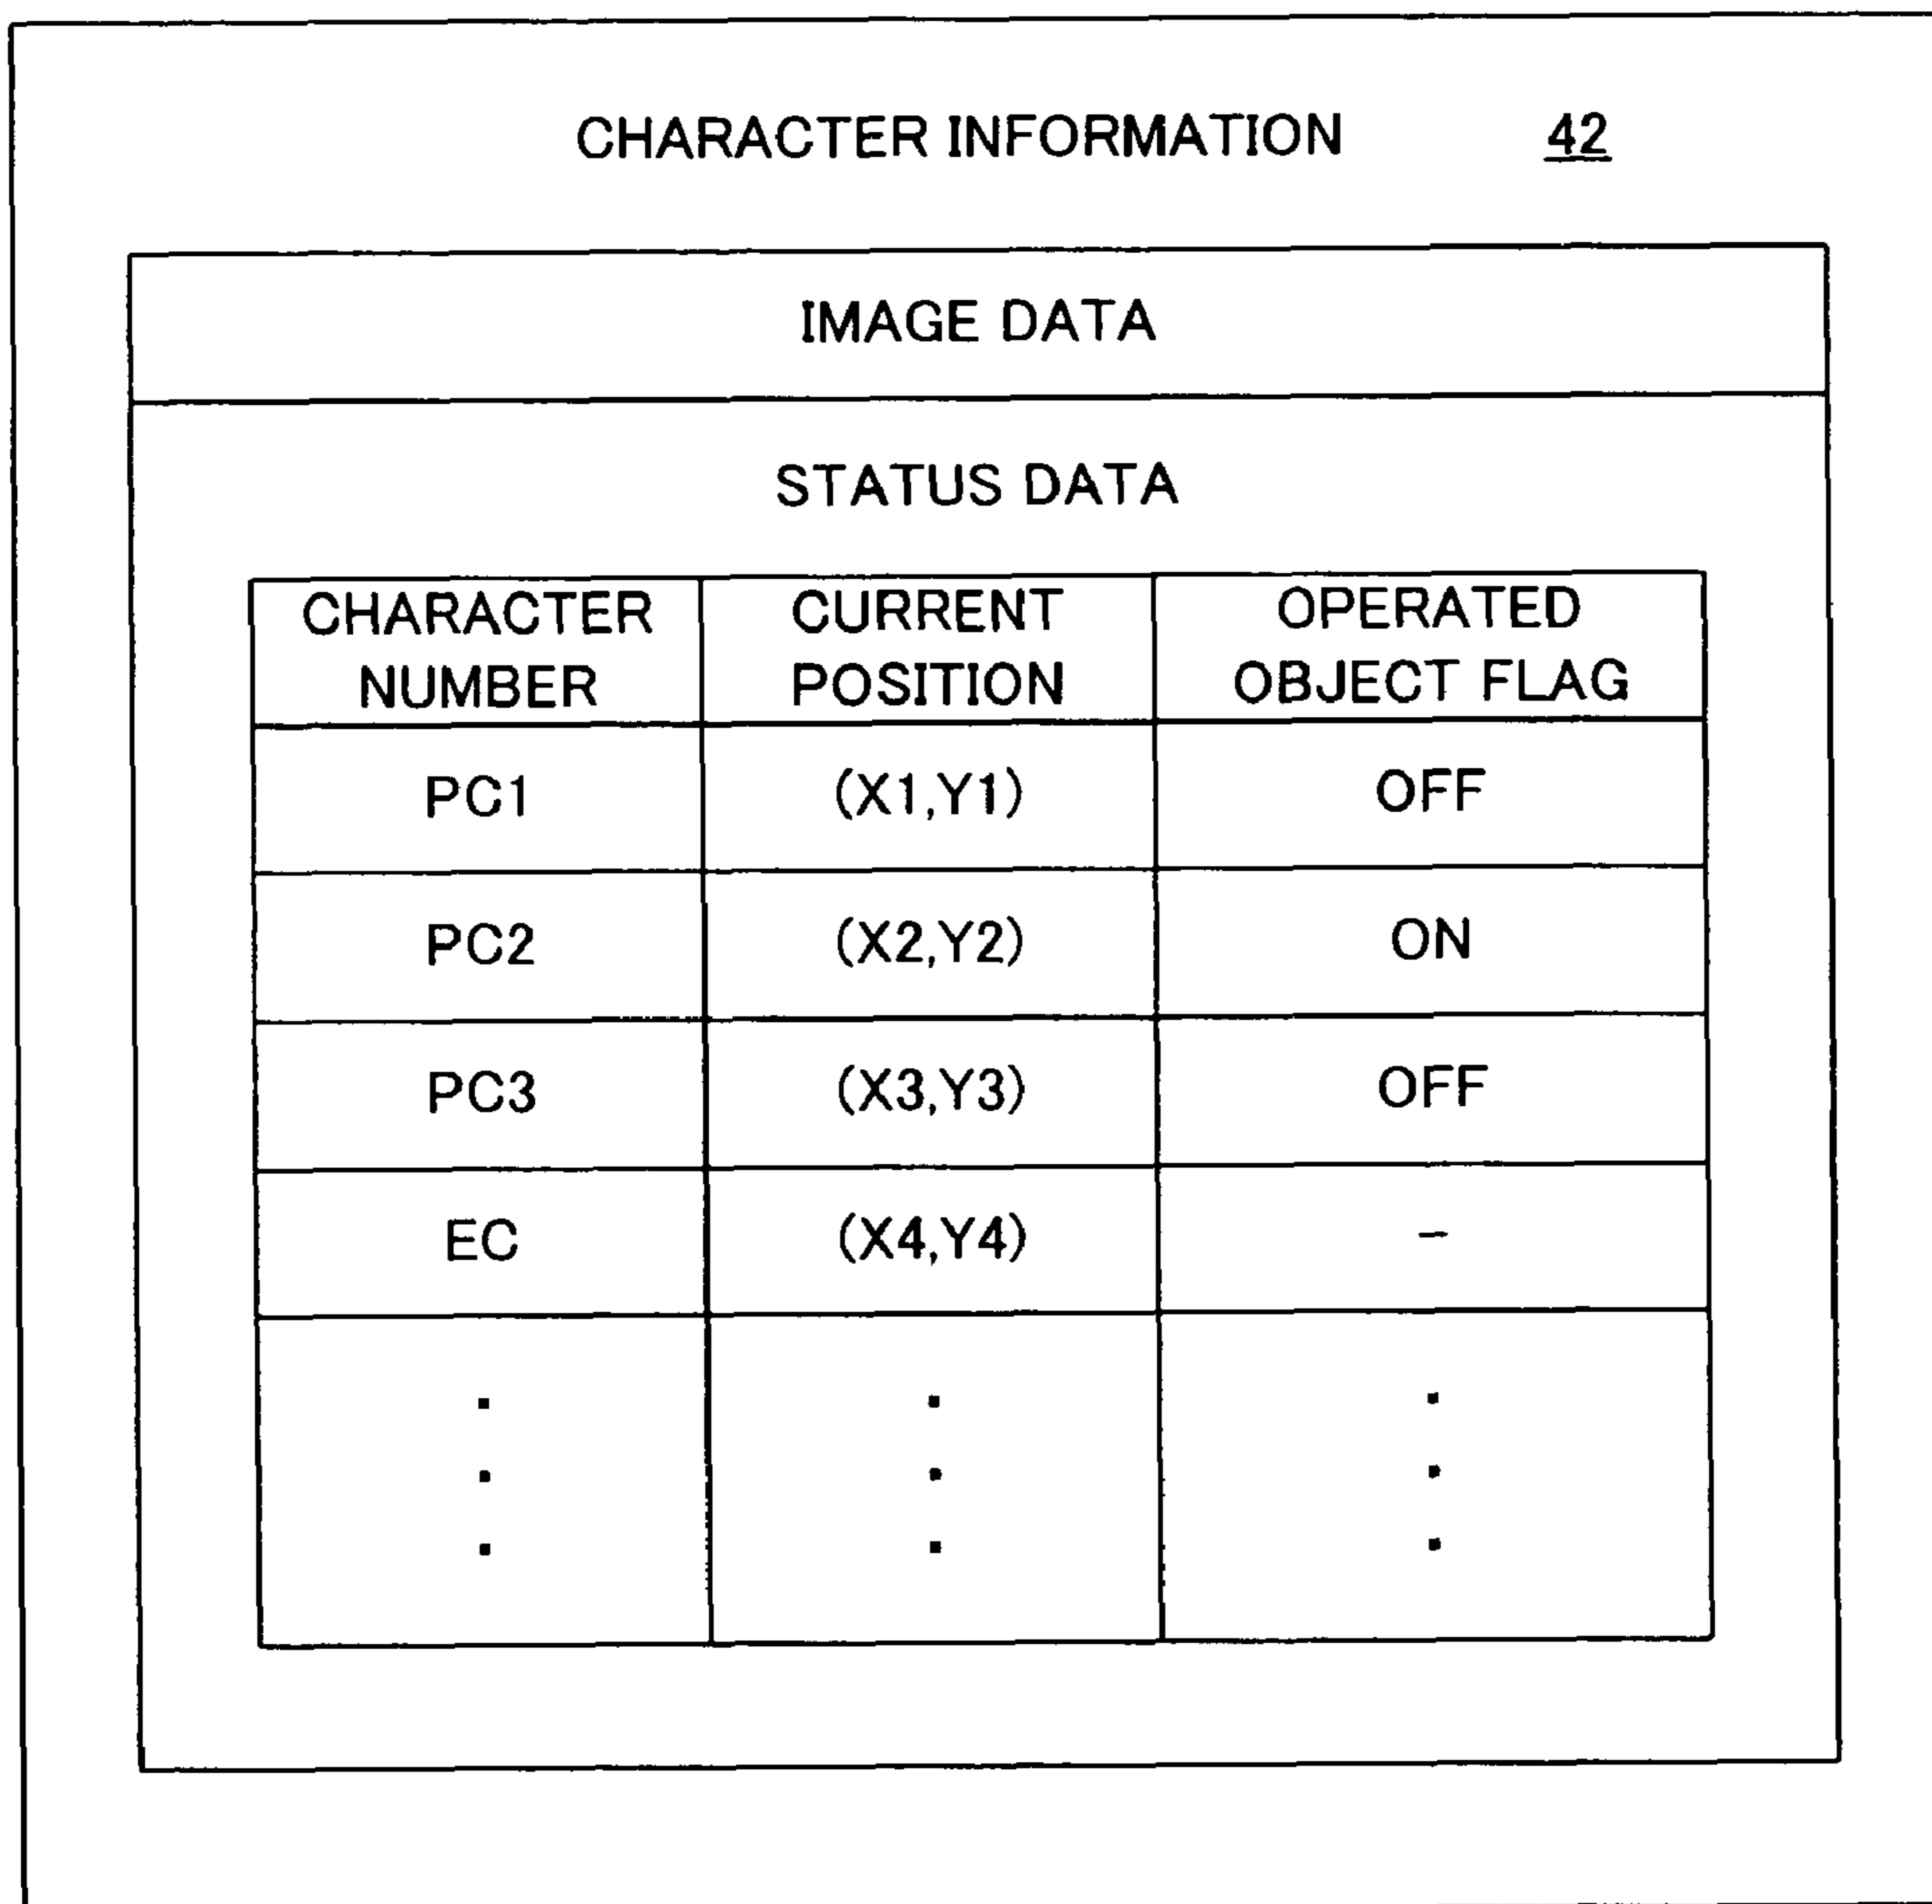 CHARACTER INFORMATION 42
IMAGE DATA
STATUS DATA
CHARACTER NUMBER CURRENT POSITION OPERATED OBJECT FLAG
PC1 (X1,Y1) OFF
PC2 (X2,Y2) ON
PC3 (X3,Y3) OFF
EC (X4,Y4) –